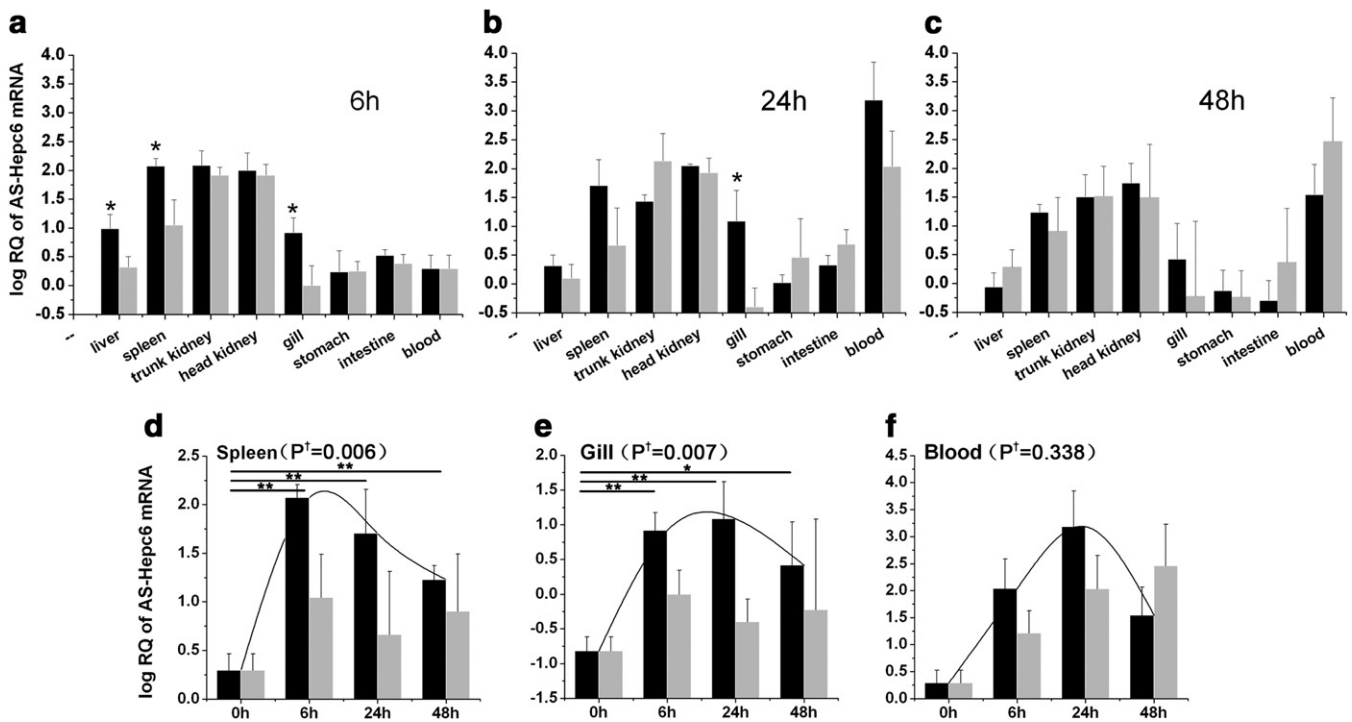 a
b
c
log RQ of AS-Hepc6 mRNA
4.0
3.5
3.0
2.5
2.0
1.5
1.0
0.5
0.0
-0.5
6h
*
*
*
--
liver
spleen
trunk kidney
head kidney
gill
stomach
intestine
blood
4.0
3.5
3.0
2.5
2.0
1.5
1.0
0.5
0.0
-0.5
24h
*
--
liver
spleen
trunk kidney
head kidney
gill
stomach
intestine
blood
4.0
3.5
3.0
2.5
2.0
1.5
1.0
0.5
0.0
-0.5
48h
--
liver
spleen
trunk kidney
head kidney
gill
stomach
intestine
blood
d
Spleen (P†=0.006)
log RQ of AS-Hepc6 mRNA
2.5
2.0
1.5
1.0
0.5
0.0
**
**
**
0h 6h 24h 48h
e
Gill (P†=0.007)
2.0
1.5
1.0
0.5
0.0
-0.5
-1.0
-1.5
*
**
**
0h 6h 24h 48h
f
Blood (P†=0.338)
4.5
4.0
3.5
3.0
2.5
2.0
1.5
1.0
0.5
0.0
0h 6h 24h 48h